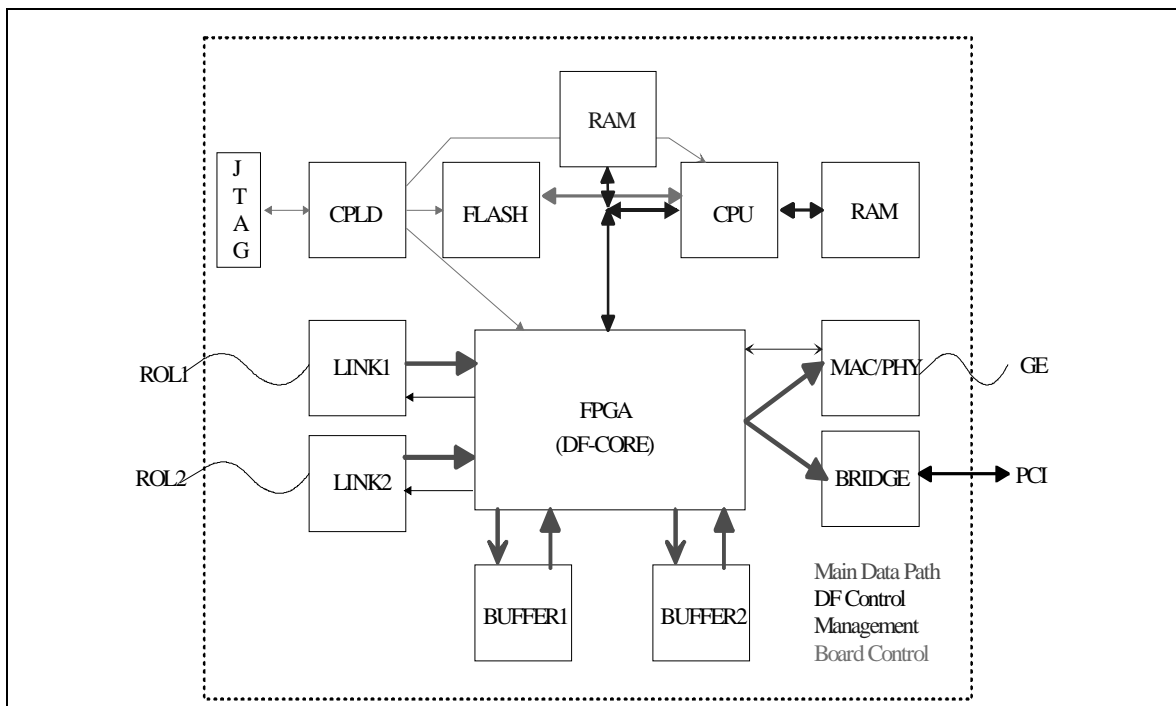 RAM
J
T
A
G
CPLD
FLASH
CPU
RAM
ROL1
LINK1
FPGA
(DF-CORE)
MAC/PHY
GE
ROL2
LINK2
BRIDGE
PCI
BUFFER1
BUFFER2
Main Data Path
DF Control
Management
Board Control